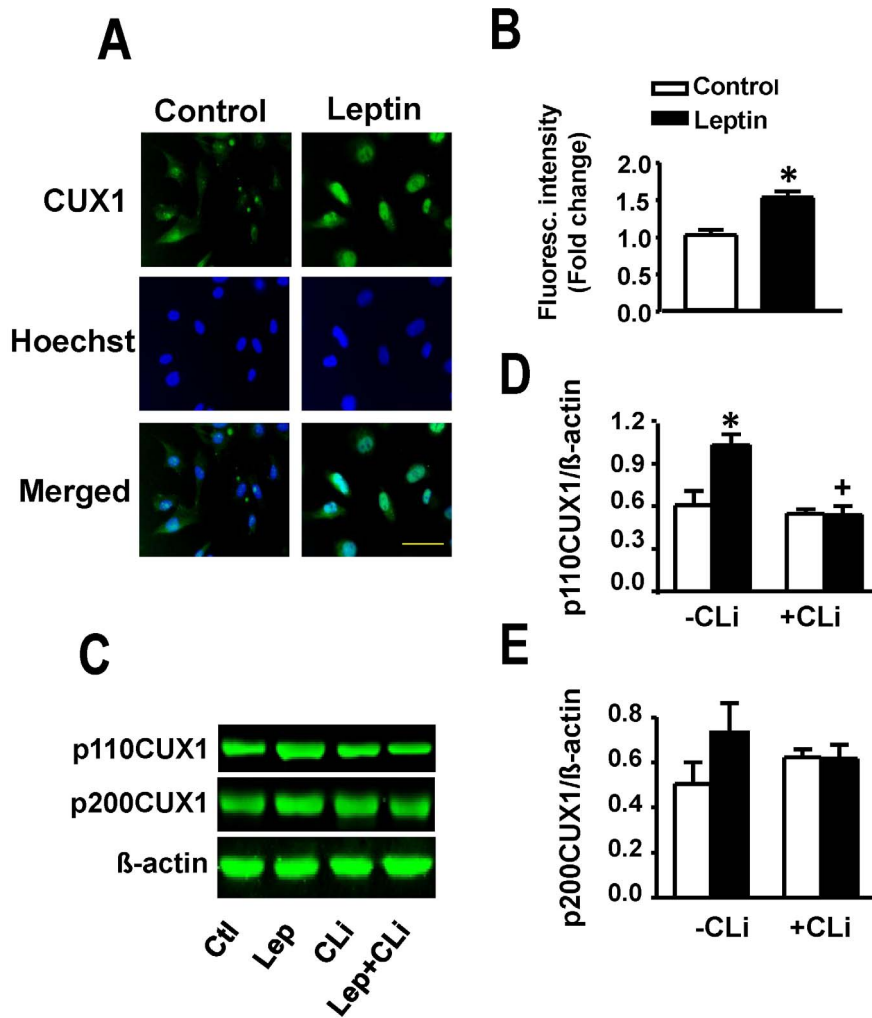 A
Control Leptin
CUX1
Hoechst
Merged
B
Control
Leptin
Fluoresc. intensity
(Fold change)
2.0
1.5
1.0
0.5
0.0
*
C
p110CUX1
p200CUX1
ß-actin
Ctl Lep CLi Lep+CLi
D
p110CUX1/ß-actin
1.2
0.9
0.6
0.3
0.0
*
+
-CLi +CLi
E
p200CUX1/ß-actin
0.8
0.6
0.4
0.2
0.0
-CLi +CLi